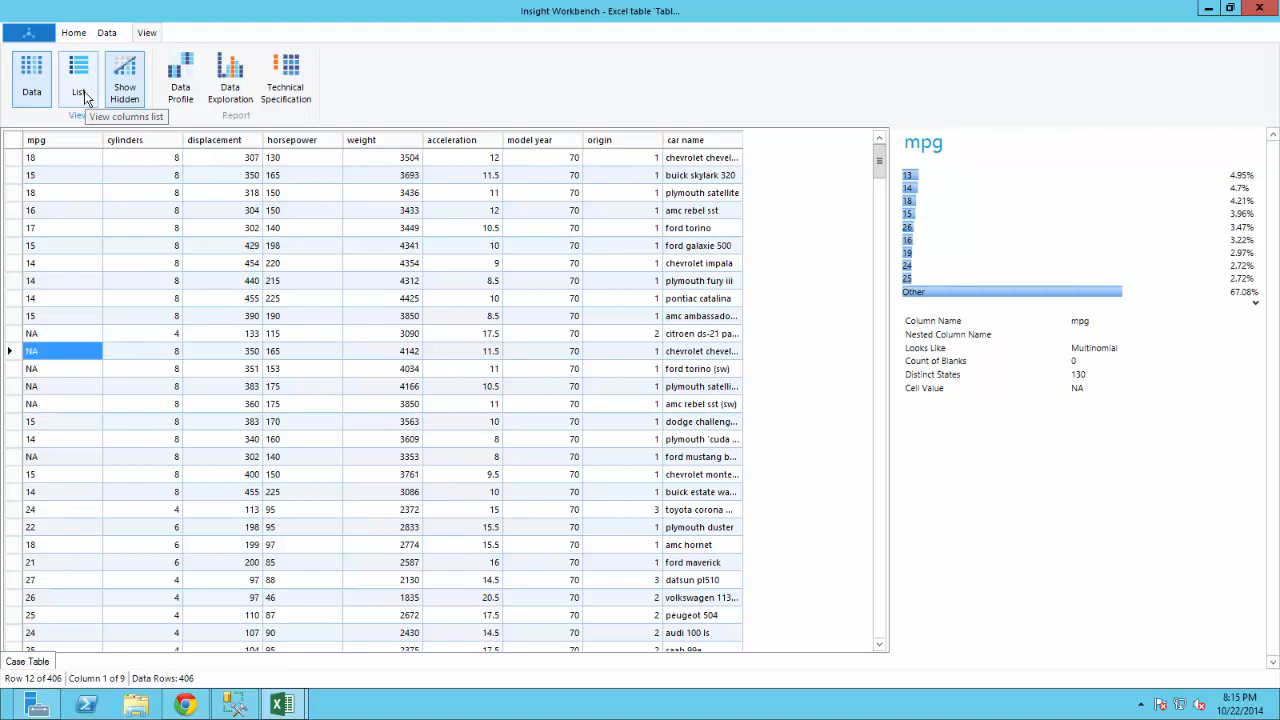 Insight Workbench - Excel table 'Tabl...
Home Data View
Data List Show Hidden Data Profile Data Exploration Technical Specification
View Report
View columns list
mpg cylinders displacement horsepower weight acceleration model year origin car name
18 8 307 130 3504 12 70 1 chevrolet chevel...
15 8 350 165 3693 11.5 70 1 buick skylark 320
18 8 318 150 3436 11 70 1 plymouth satellite
16 8 304 150 3433 12 70 1 amc rebel sst
17 8 302 140 3449 10.5 70 1 ford torino
15 8 429 198 4341 10 70 1 ford galaxie 500
14 8 454 220 4354 9 70 1 chevrolet impala
14 8 440 215 4312 8.5 70 1 plymouth fury iii
14 8 455 225 4425 10 70 1 pontiac catalina
15 8 390 190 3850 8.5 70 1 amc ambassado...
NA 4 133 115 3090 17.5 70 2 citroen ds-21 pa...
NA 8 350 165 4142 11.5 70 1 chevrolet chevel...
NA 8 351 153 4034 11 70 1 ford torino (sw)
NA 8 383 175 4166 10.5 70 1 plymouth satelli...
NA 8 360 175 3850 11 70 1 amc rebel sst (sw)
15 8 383 170 3563 10 70 1 dodge challeng...
14 8 340 160 3609 8 70 1 plymouth 'cuda ...
NA 8 302 140 3353 8 70 1 ford mustang b...
15 8 400 150 3761 9.5 70 1 chevrolet monte...
14 8 455 225 3086 10 70 1 buick estate wa...
24 4 113 95 2372 15 70 3 toyota corona ...
22 6 198 95 2833 15.5 70 1 plymouth duster
18 6 199 97 2774 15.5 70 1 amc hornet
21 6 200 85 2587 16 70 1 ford maverick
27 4 97 88 2130 14.5 70 3 datsun pl510
26 4 97 46 1835 20.5 70 2 volkswagen 113...
25 4 110 87 2672 17.5 70 2 peugeot 504
24 4 107 90 2430 14.5 70 2 audi 100 ls
25 4 104 95 2375 17.5 70 2 saab 99e
mpg
13 4.95%
14 4.7%
18 4.21%
15 3.96%
26 3.47%
16 3.22%
19 2.97%
24 2.72%
25 2.72%
Other 67.08%
Column Name mpg
Nested Column Name
Looks Like Multinomial
Count of Blanks 0
Distinct States 130
Cell Value NA
Case Table
Row 12 of 406 Column 1 of 9 Data Rows: 406
8:15 PM
10/22/2014